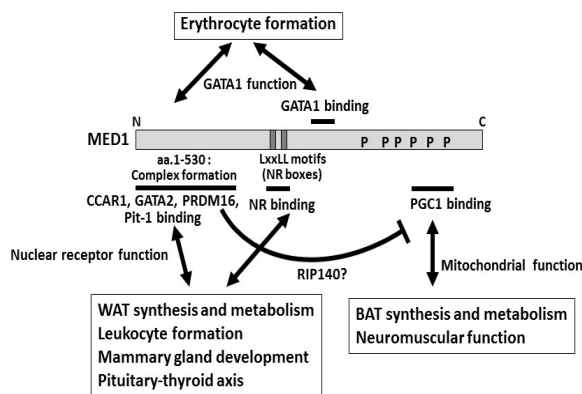 Erythrocyte formation
GATA1 function
GATA1 binding
N
C
MED1
P P P P P P
aa.1-530 :
Complex formation
LxxLL motifs
(NR boxes)
CCAR1, GATA2, PRDM16,
Pit-1 binding
NR binding
PGC1 binding
Nuclear receptor function
RIP140?
Mitochondrial function
WAT synthesis and metabolism
Leukocyte formation
Mammary gland development
Pituitary-thyroid axis
BAT synthesis and metabolism
Neuromuscular function